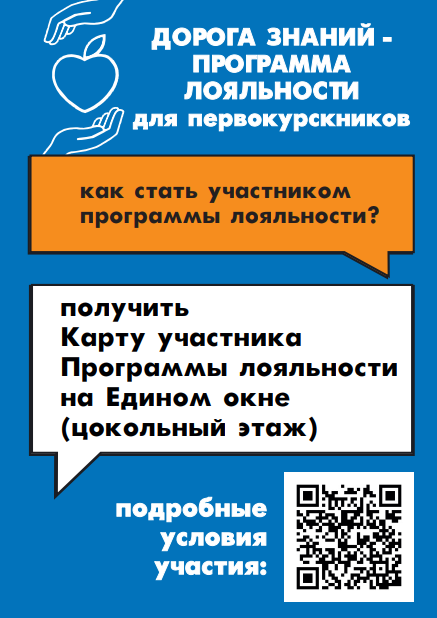 ДОРОГА ЗНАНИЙ -
ПРОГРАММА
ЛОЯЛЬНОСТИ
для первокурскников
как стать участником
программы лояльности?
получить
Карту участника
Программы лояльности
на Едином окне
(цокольный этаж)
подробные
условия
участия: